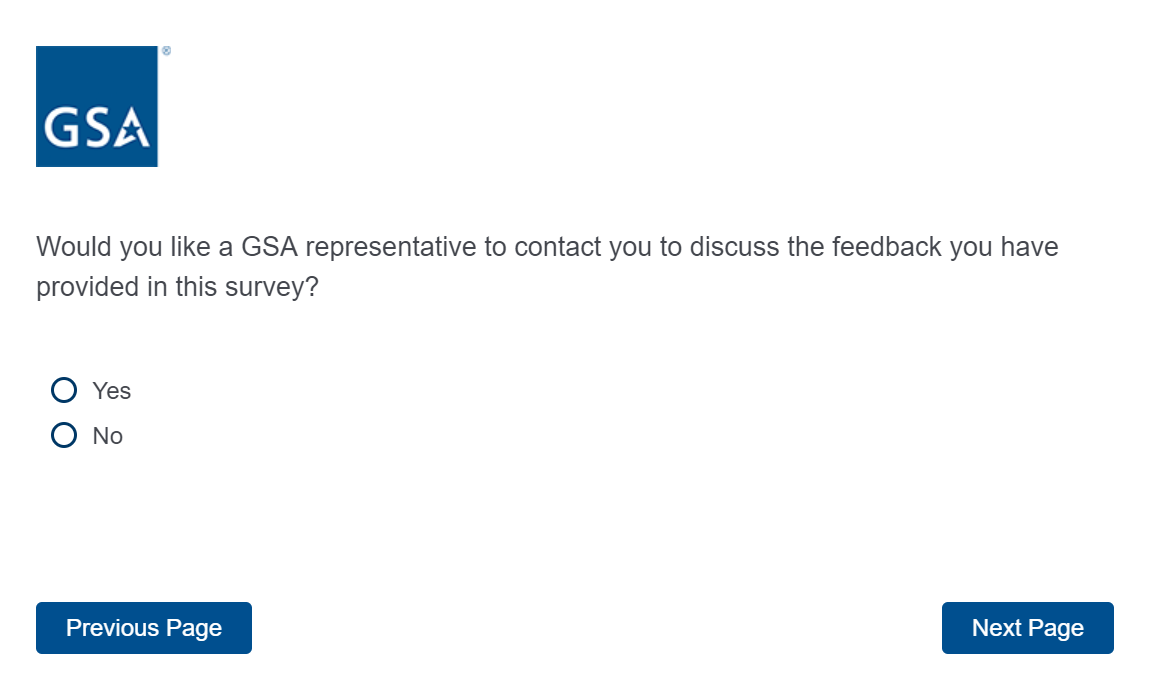 ®
GSA
Would you like a GSA representative to contact you to discuss the feedback you have
provided in this survey?
Yes
No
Previous Page
Next Page